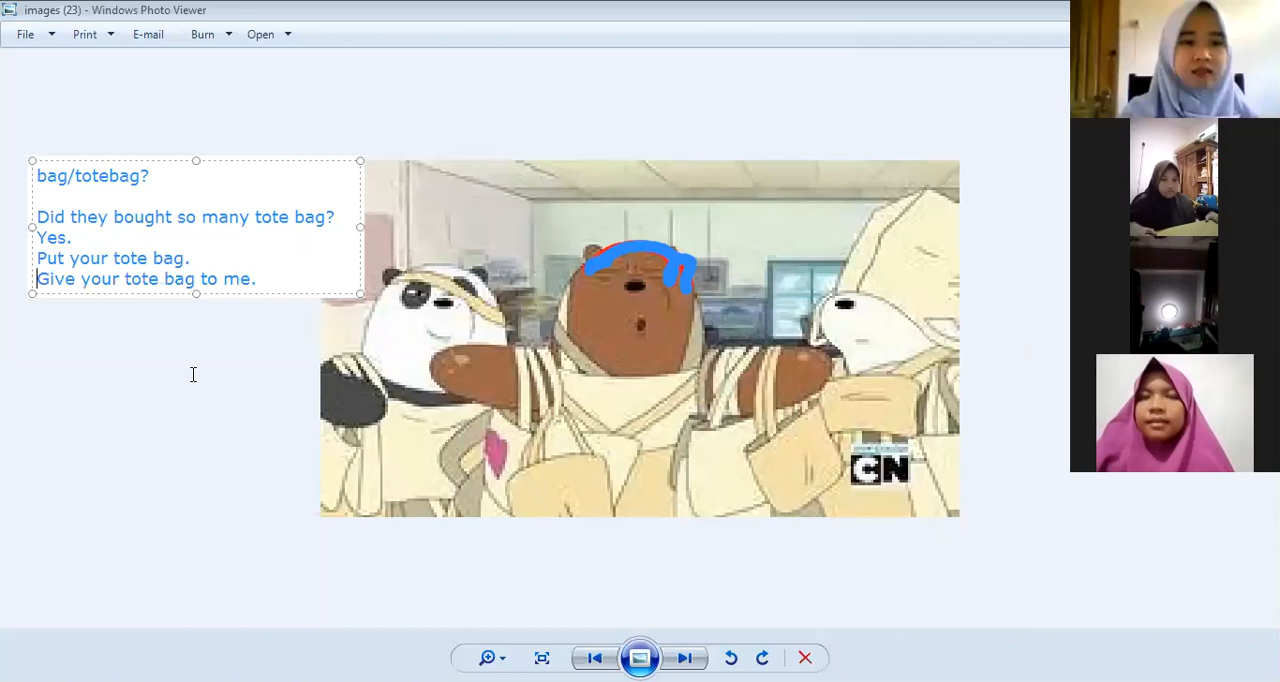 images (23) - Windows Photo Viewer
File Print E-mail Burn Open
bag/totebag?
Did they bought so many tote bag?
Yes.
Put your tote bag.
Give your tote bag to me.
CN